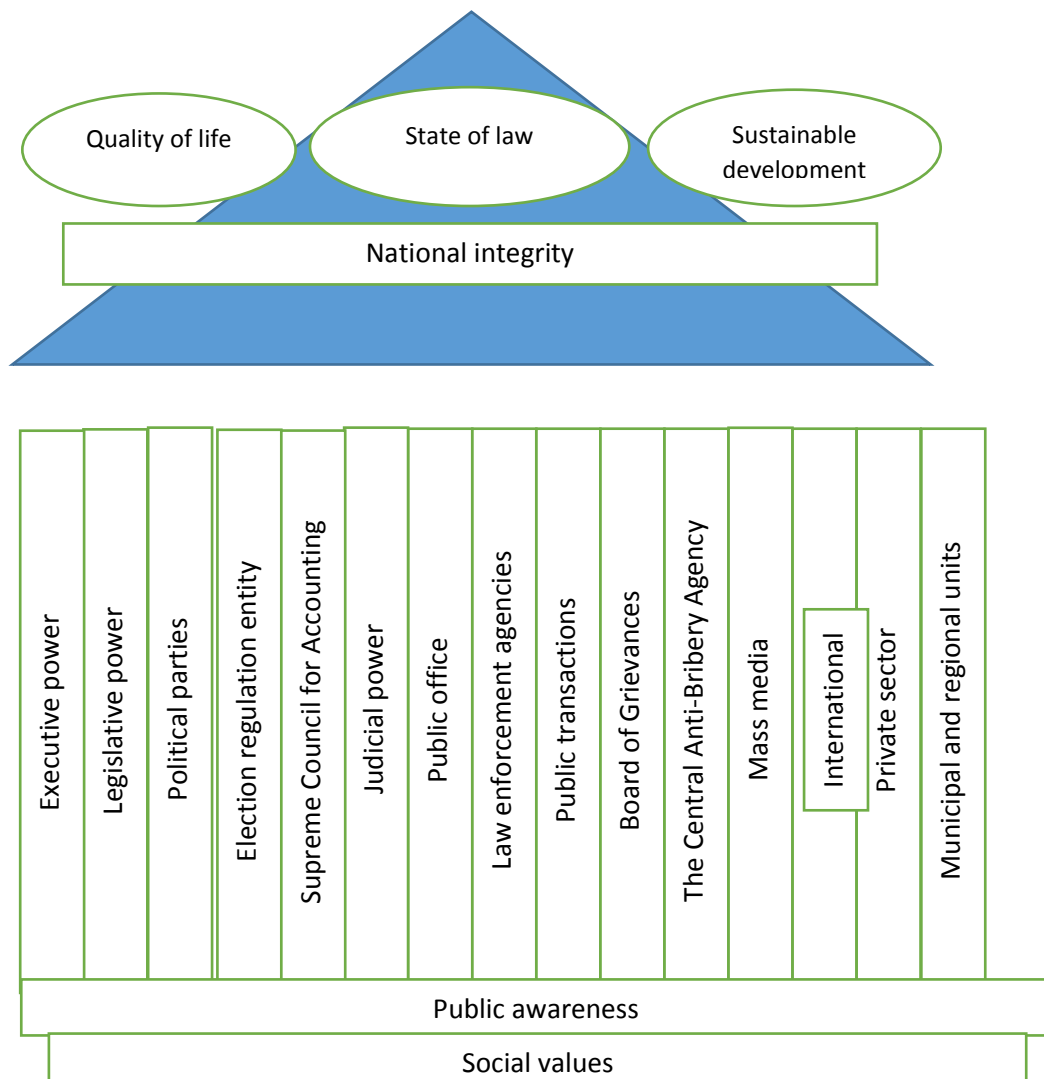 Quality of life
State of law
Sustainable
development
National integrity
Executive power
Legislative power
Political parties
Election regulation entity
Supreme Council for Accounting
Judicial power
Public office
Law enforcement agencies
Public transactions
Board of Grievances
The Central Anti-Bribery Agency
Mass media
International
Private sector
Municipal and regional units
Public awareness
Social values